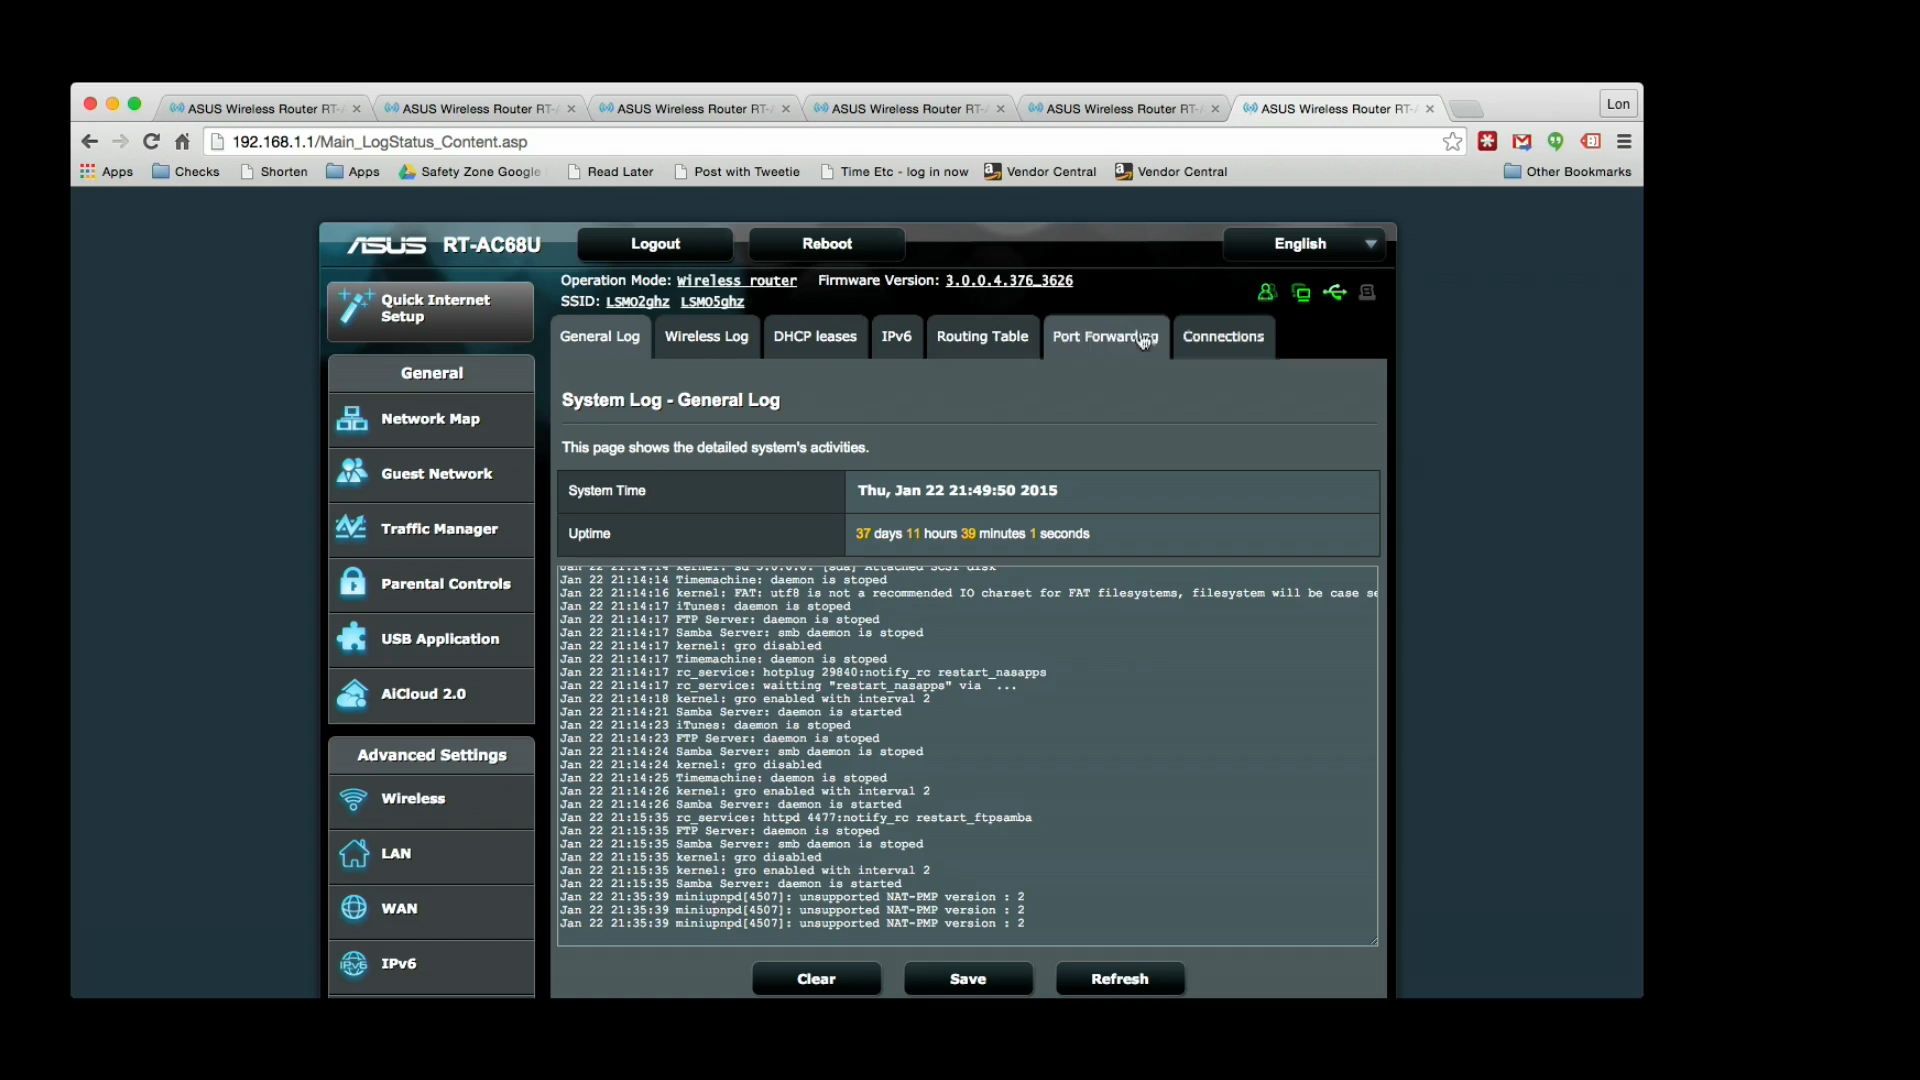 ASUS Wireless Router RT- ASUS Wireless Router RT- ASUS Wireless Router RT- ASUS Wireless Router RT- ASUS Wireless Router RT- ASUS Wireless Router RT- Lon
192.168.1.1/Main_LogStatus_Content.asp
Apps Checks Shorten Apps Safety Zone Google Read Later Post with Tweetie Time Etc - log in now Vendor Central Vendor Central Other Bookmarks
ASUS RT-AC68U Logout Reboot English
Operation Mode: Wireless router Firmware Version: 3.0.0.4.376_3626
SSID: LSMO2ghz LSMO5ghz
Quick Internet
Setup
General
Network Map
Guest Network
Traffic Manager
Parental Controls
USB Application
AiCloud 2.0
Advanced Settings
Wireless
LAN
WAN
IPv6
General Log Wireless Log DHCP leases IPv6 Routing Table Port Forwarding Connections
System Log - General Log
This page shows the detailed system's activities.
System Time Thu, Jan 22 21:49:50 2015
Uptime 37 days 11 hours 39 minutes 1 seconds
Jan 22 21:14:14 kernel: sd 3:0:0:0: [sda] Attached SCSI disk
Jan 22 21:14:14 Timemachine: daemon is stoped
Jan 22 21:14:16 kernel: FAT: utf8 is not a recommended IO charset for FAT filesystems, filesystem will be case se
Jan 22 21:14:17 iTunes: daemon is stoped
Jan 22 21:14:17 FTP Server: daemon is stoped
Jan 22 21:14:17 Samba Server: smb daemon is stoped
Jan 22 21:14:17 kernel: gro disabled
Jan 22 21:14:17 Timemachine: daemon is stoped
Jan 22 21:14:17 rc_service: hotplug 29840:notify_rc restart_nasapps
Jan 22 21:14:17 rc_service: waitting "restart_nasapps" via ...
Jan 22 21:14:18 kernel: gro enabled with interval 2
Jan 22 21:14:21 Samba Server: daemon is started
Jan 22 21:14:23 iTunes: daemon is stoped
Jan 22 21:14:23 FTP Server: daemon is stoped
Jan 22 21:14:24 Samba Server: smb daemon is stoped
Jan 22 21:14:24 kernel: gro disabled
Jan 22 21:14:25 Timemachine: daemon is stoped
Jan 22 21:14:26 kernel: gro enabled with interval 2
Jan 22 21:14:26 Samba Server: daemon is started
Jan 22 21:15:35 rc_service: httpd 4477:notify_rc restart_ftpsamba
Jan 22 21:15:35 FTP Server: daemon is stoped
Jan 22 21:15:35 Samba Server: smb daemon is stoped
Jan 22 21:15:35 kernel: gro disabled
Jan 22 21:15:35 kernel: gro enabled with interval 2
Jan 22 21:15:35 Samba Server: daemon is started
Jan 22 21:35:39 miniupnpd[4507]: unsupported NAT-PMP version : 2
Jan 22 21:35:39 miniupnpd[4507]: unsupported NAT-PMP version : 2
Jan 22 21:35:39 miniupnpd[4507]: unsupported NAT-PMP version : 2
Clear Save Refresh